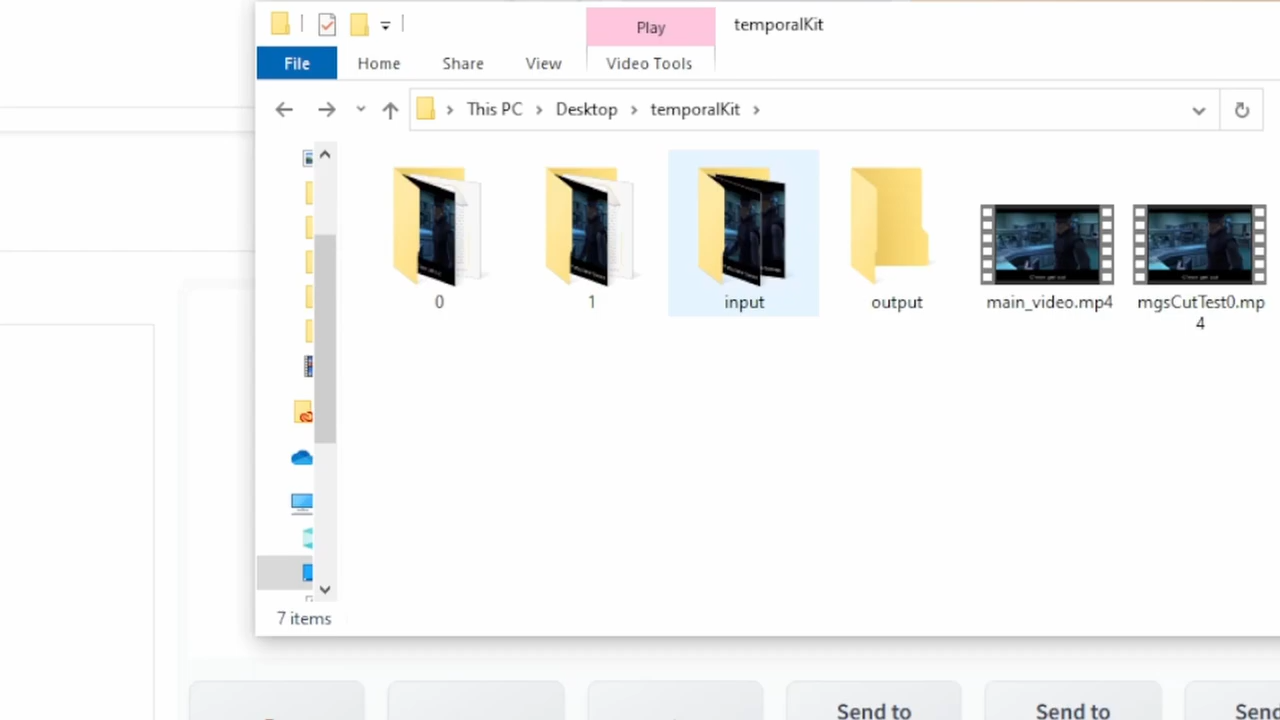 Play
temporalKit
File
Home
Share
View
Video Tools
This PC
Desktop
temporalKit
0
1
input
output
main_video.mp4
mgsCutTest0.mp
4
7 items
Send to
Send to
Send